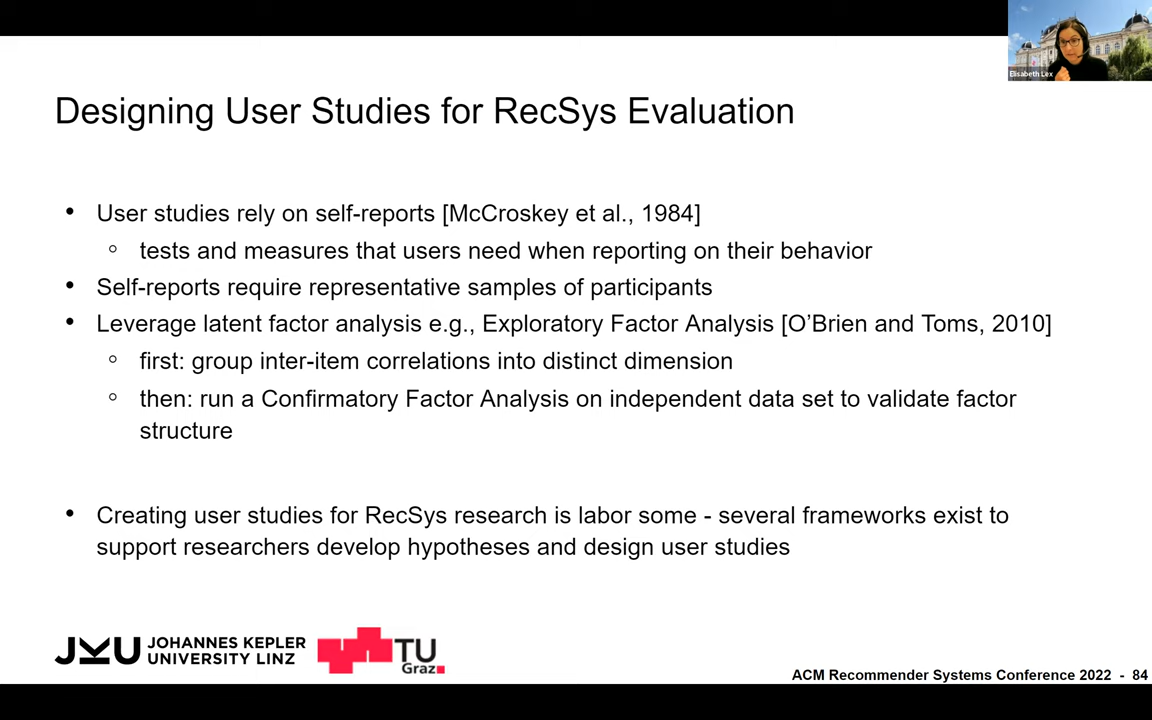 Elisabeth Lex
Designing User Studies for RecSys Evaluation
• User studies rely on self-reports [McCroskey et al., 1984]
○ tests and measures that users need when reporting on their behavior
• Self-reports require representative samples of participants
• Leverage latent factor analysis e.g., Exploratory Factor Analysis [O’Brien and Toms, 2010]
○ first: group inter-item correlations into distinct dimension
○ then: run a Confirmatory Factor Analysis on independent data set to validate factor
structure
• Creating user studies for RecSys research is labor some - several frameworks exist to
support researchers develop hypotheses and design user studies
JKU JOHANNES KEPLER
UNIVERSITY LINZ
TU
Graz
ACM Recommender Systems Conference 2022 - 84